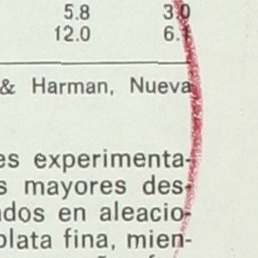 5.8 3.0
12.0 6.1
& Harman, Nueva
es experimenta-
s mayores des-
ados en aleacio-
plata fina, mien-